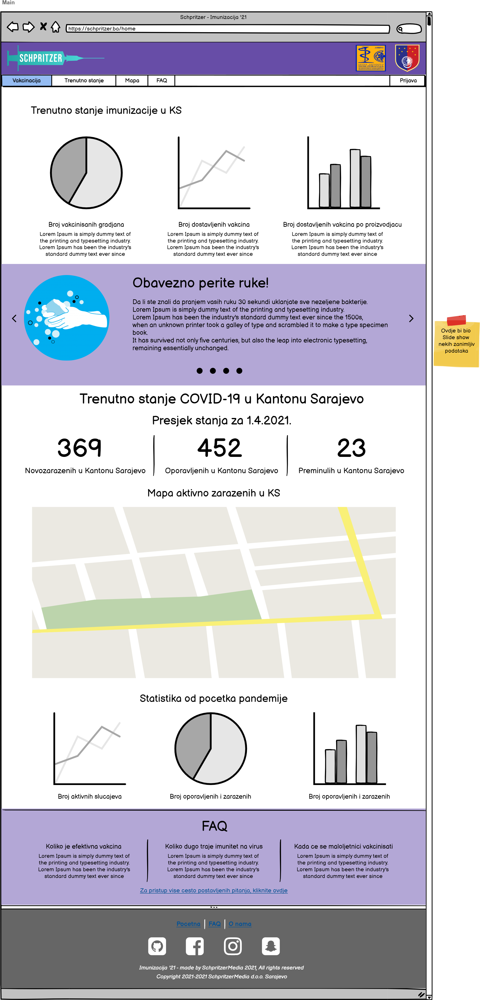 Main
Schpritzer - Imunizacija '21
https://schpritzer.ba/home
SCHPRITZER
JUDZKS
JAVNA USTANOVA
DOM ZDRAVLJA
KANTONA SARAJEVO
Vakcinacija
Trenutno stanje
Mapa
FAQ
Prijava
Trenutno stanje imunizacije u KS
Broj vakcinisanih gradjana
Lorem Ipsum is simply dummy text of
the printing and typesetting industry.
Lorem Ipsum has been the industry's
standard dummy text ever since
Broj dostavljenih vakcina
Lorem Ipsum is simply dummy text of
the printing and typesetting industry.
Lorem Ipsum has been the industry's
standard dummy text ever since
Broj dostavljenih vakcina po proizvodjacu
Lorem Ipsum is simply dummy text of
the printing and typesetting industry.
Lorem Ipsum has been the industry's
standard dummy text ever since
Obavezno perite ruke!
Da li ste znali da pranjem vasih ruku 30 sekundi uklanjate sve nezeljene bakterije.
Lorem Ipsum is simply dummy text of the printing and typesetting industry.
Lorem Ipsum has been the industry's standard dummy text ever since the 1500s,
when an unknown printer took a galley of type and scrambled it to make a type specimen
book.
It has survived not only five centuries, but also the leap into electronic typesetting,
remaining essentially unchanged.
Ovdje bi bio
Slide show
nekih zanimljiv
podataka
Trenutno stanje COVID-19 u Kantonu Sarajevo
Presjek stanja za 1.4.2021.
369
Novozarazenih u Kantonu Sarajevo
452
Oporavljenih u Kantonu Sarajevo
23
Preminulih u Kantonu Sarajevo
Mapa aktivno zarazenih u KS
Statistika od pocetka pandemije
Broj aktivnih slucajeva
Broj oporavljenih i zarazenih
Broj oporavljenih i zarazenih
FAQ
Koliko je efektivna vakcina
Lorem Ipsum is simply dummy text of
the printing and typesetting industry.
Lorem Ipsum has been the industry's
standard dummy text ever since
Koliko dugo traje imunitet na virus
Lorem Ipsum is simply dummy text of
the printing and typesetting industry.
Lorem Ipsum has been the industry's
standard dummy text ever since
Kada ce se maloljetnici vakcinisati
Lorem Ipsum is simply dummy text of
the printing and typesetting industry.
Lorem Ipsum has been the industry's
standard dummy text ever since
Za pristup vise cesto postavljenih pitanja, kliknite ovdje
Pocetna
FAQ
O nama
Imunizacija '21 - made by SchpritzerMedia 2021, All rights reserved
Copyright 2021-2021 SchpritzerMedia d.o.o. Sarajevo